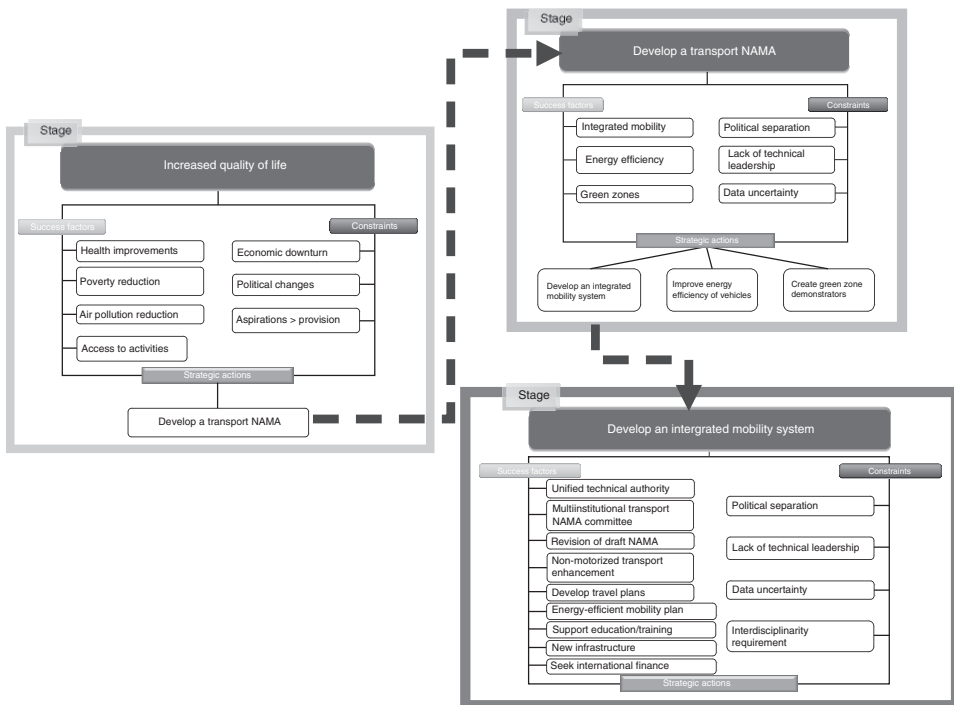 Stage
Increased quality of life
Success factors
Constraints
Health improvements
Poverty reduction
Air pollution reduction
Access to activities
Economic downturn
Political changes
Aspirations > provision
Strategic actions
Develop a transport NAMA
Stage
Develop a transport NAMA
Success factors
Constraints
Integrated mobility
Energy efficiency
Green zones
Political separation
Lack of technical
leadership
Data uncertainty
Strategic actions
Develop an integrated
mobility system
Improve energy
efficiency of vehicles
Create green zone
demonstrators
Stage
Develop an intergrated mobility system
Success factors
Constraints
Unified technical authority
Multiinstitutional transport
NAMA committee
Revision of draft NAMA
Non-motorized transport
enhancement
Develop travel plans
Energy-efficient mobility plan
Support education/training
New infrastructure
Seek international finance
Political separation
Lack of technical leadership
Data uncertainty
Interdisciplinarity
requirement
Strategic actions